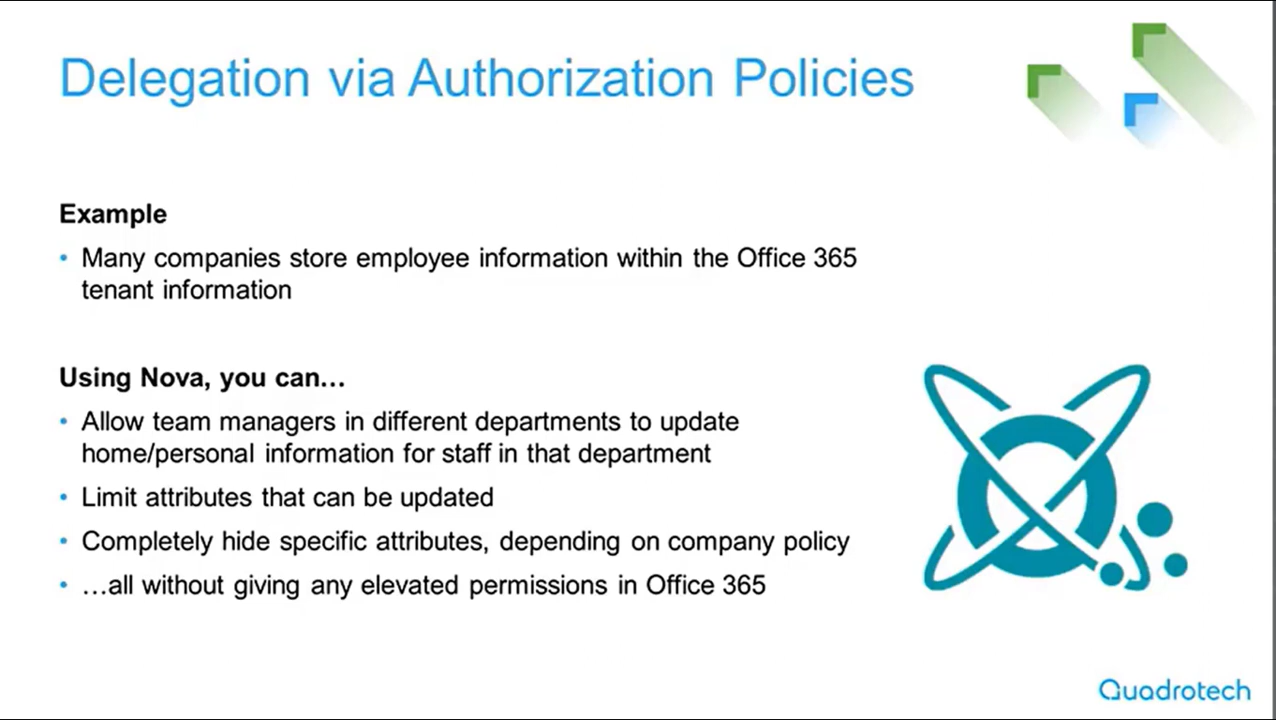 Delegation via Authorization Policies
Example
• Many companies store employee information within the Office 365
tenant information
Using Nova, you can…
• Allow team managers in different departments to update
home/personal information for staff in that department
• Limit attributes that can be updated
• Completely hide specific attributes, depending on company policy
• …all without giving any elevated permissions in Office 365
Quadrotech